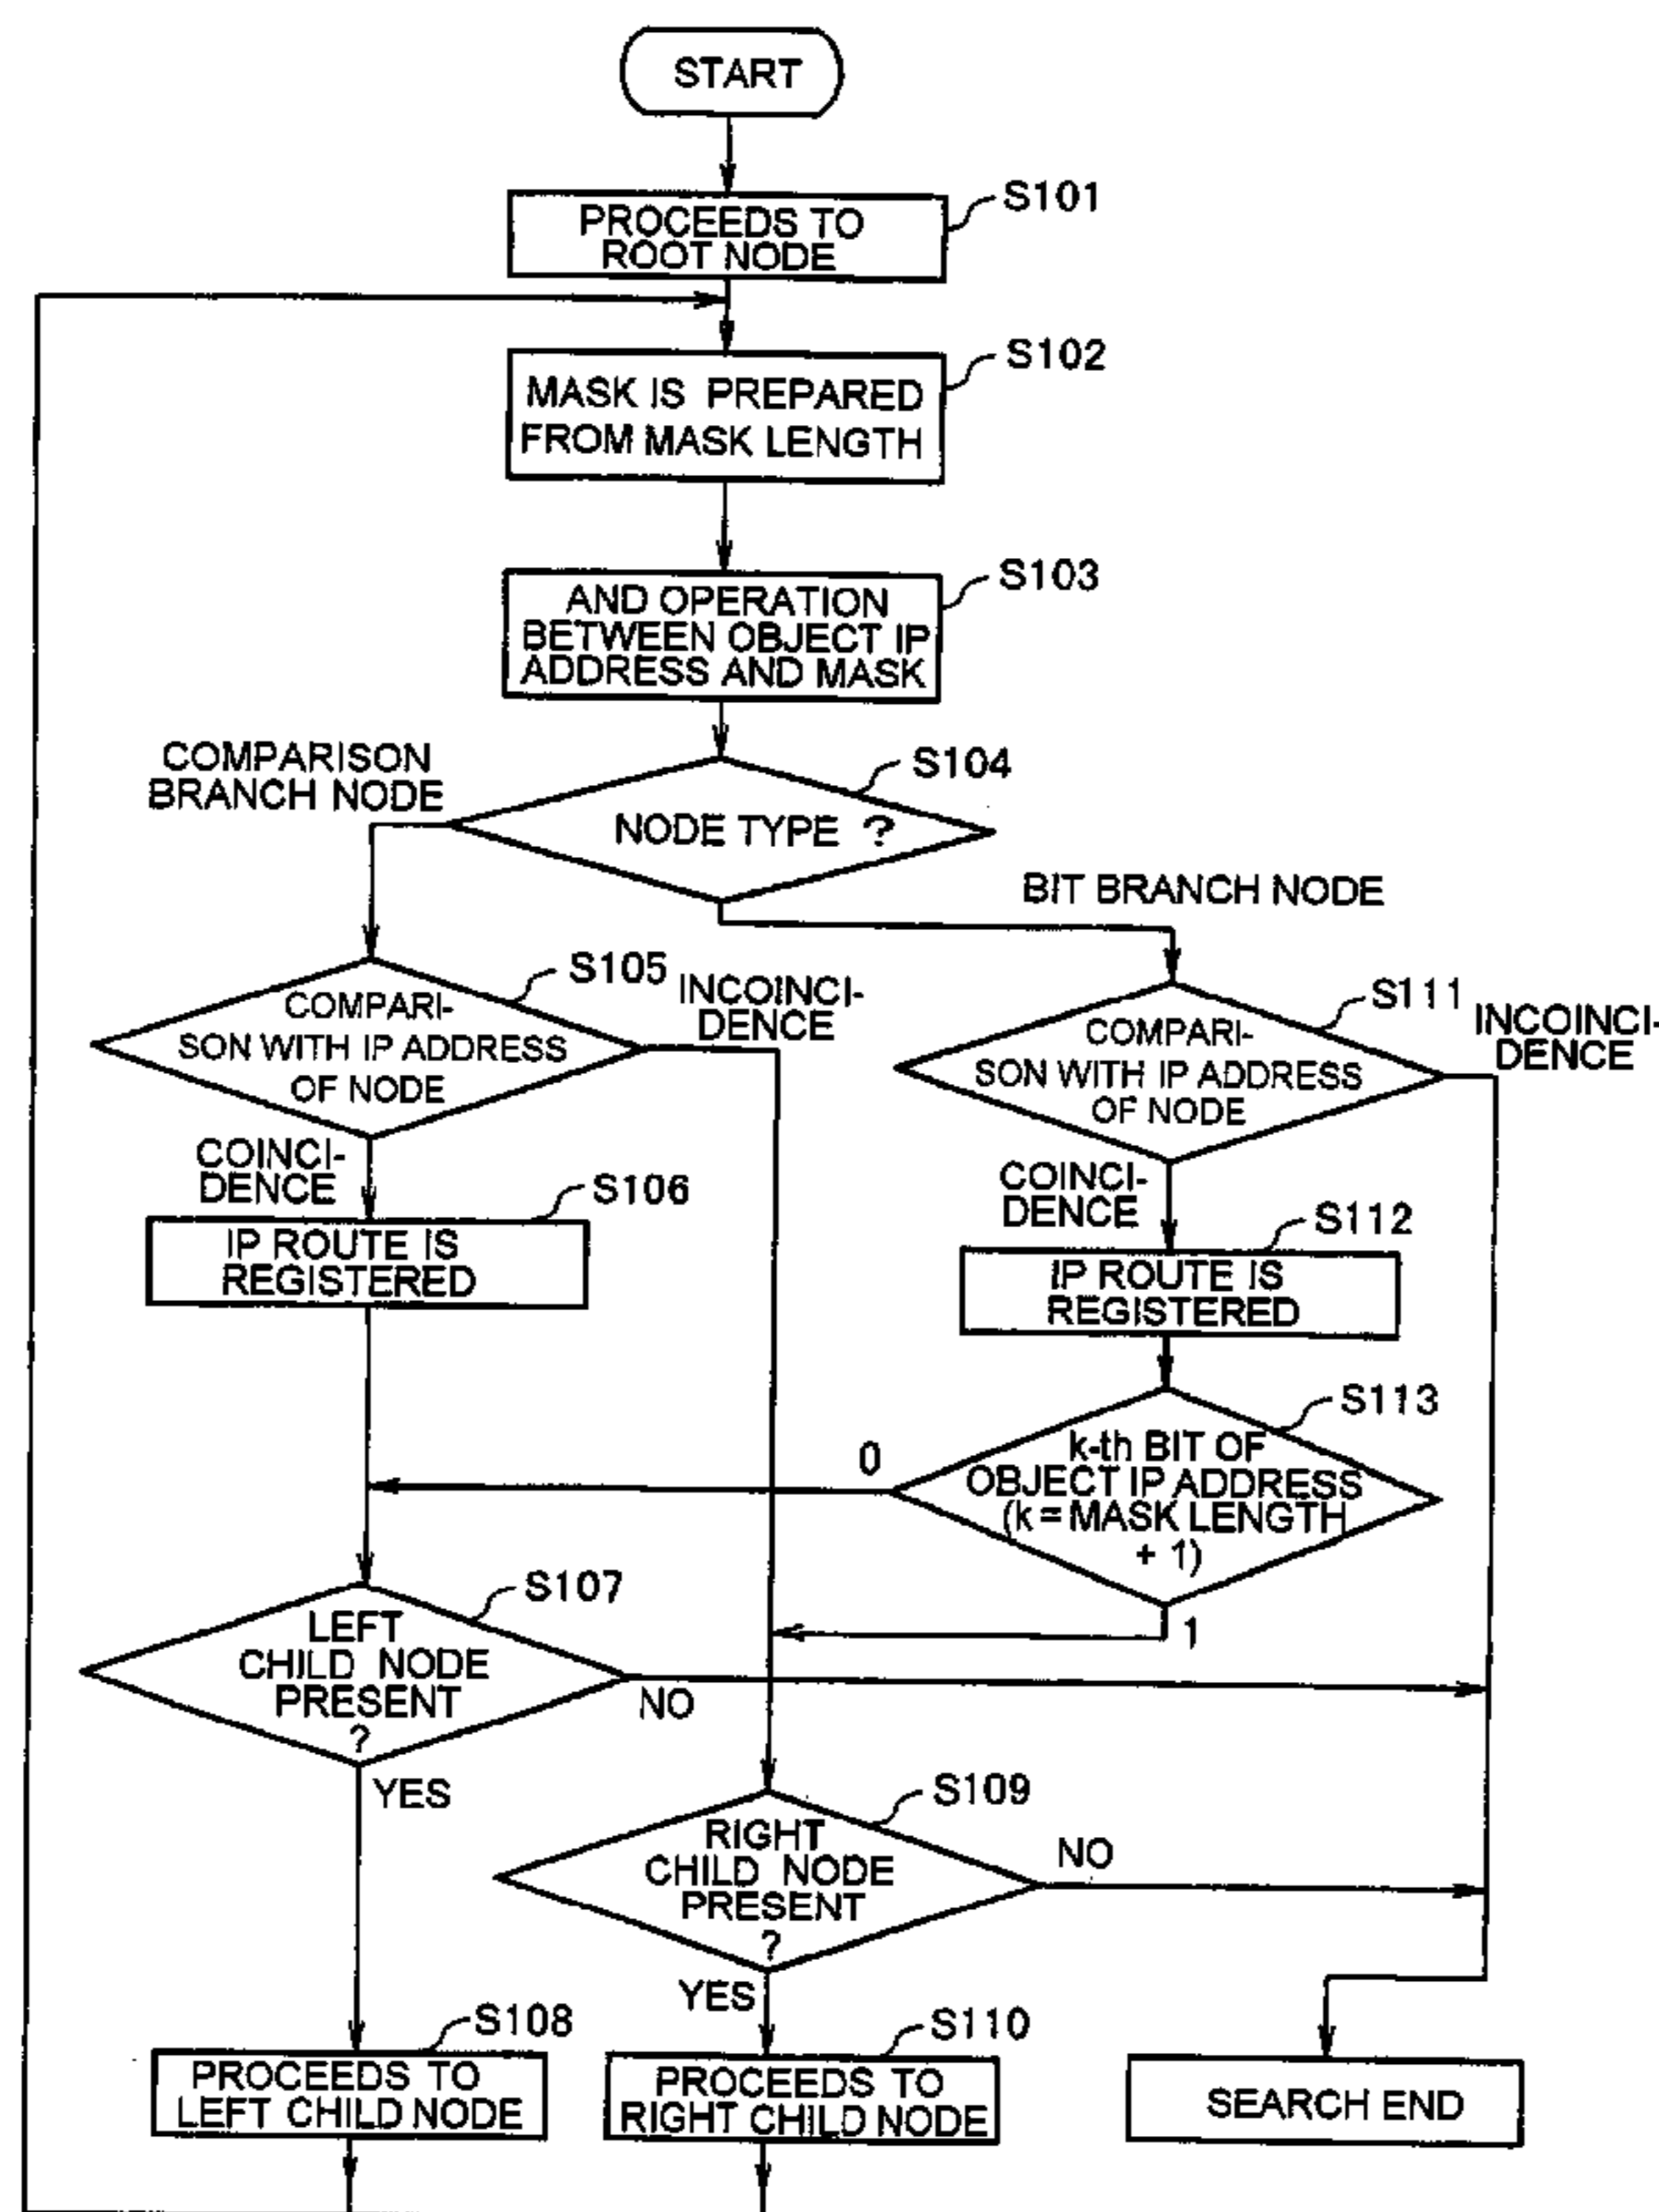 START
S101
PROCEEDS TO
ROOT NODE
S102
MASK IS PREPARED
FROM MASK LENGTH
S103
AND OPERATION
BETWEEN OBJECT IP
ADDRESS AND MASK
COMPARISON
BRANCH NODE
S104
NODE TYPE ?
BIT BRANCH NODE
S105
INCOINCI-
DENCE
COMPARI-
SON WITH IP ADDRESS
OF NODE
S111
INCOINCI-
DENCE
COMPARI-
SON WITH IP ADDRESS
OF NODE
COINCI-
DENCE
S106
IP ROUTE IS
REGISTERED
COINCI-
DENCE
S112
IP ROUTE IS
REGISTERED
S113
0
k-th BIT OF
OBJECT IP ADDRESS
(k = MASK LENGTH
+ 1)
1
S107
LEFT
CHILD NODE
PRESENT
?
NO
YES
S109
RIGHT
CHILD NODE
PRESENT
?
NO
YES
S108
PROCEEDS TO
LEFT CHILD NODE
S110
PROCEEDS TO
RIGHT CHILD NODE
SEARCH END